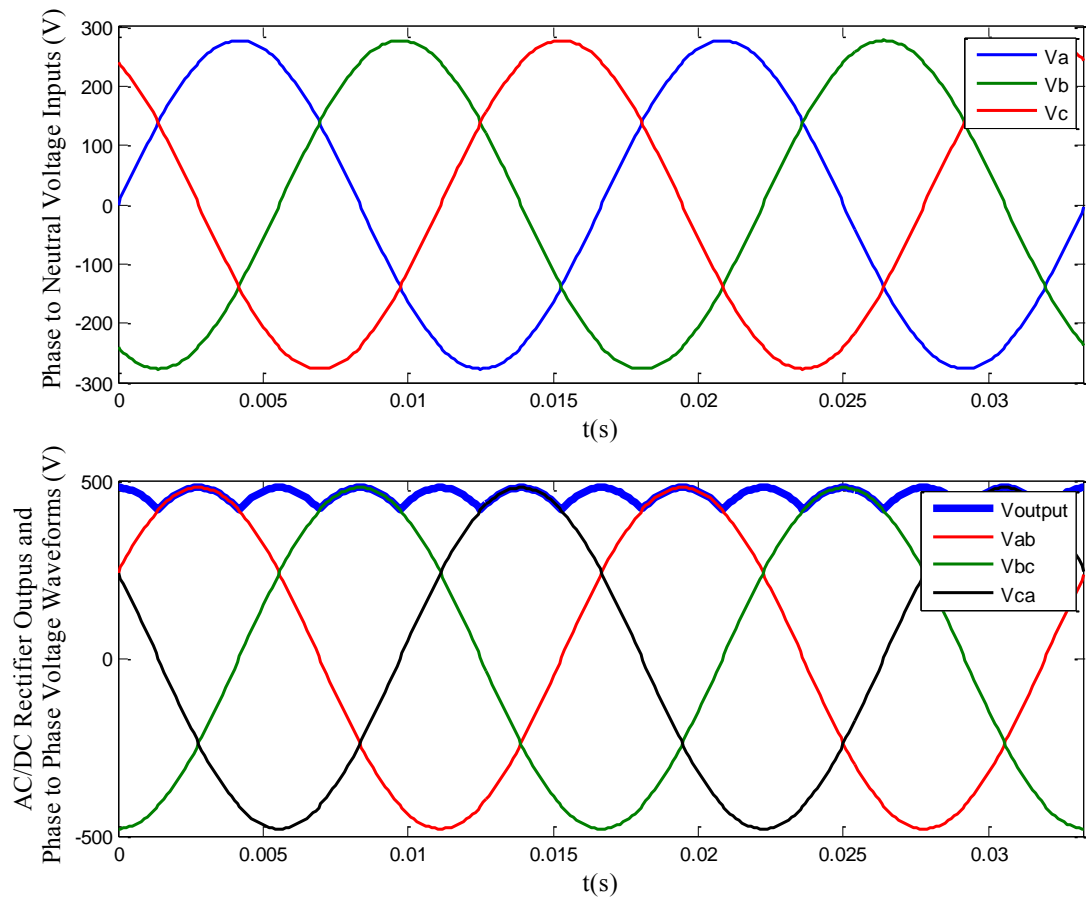 Phase to Neutral Voltage Inputs (V)
300
200
100
0
-100
-200
-300
0
0.005
0.01
0.015
0.02
0.025
0.03
t(s)
Va
Vb
Vc
AC/DC Rectifier Outpus and
Phase to Phase Voltage Waveforms (V)
500
0
-500
0
0.005
0.01
0.015
0.02
0.025
0.03
t(s)
Voutput
Vab
Vbc
Vca